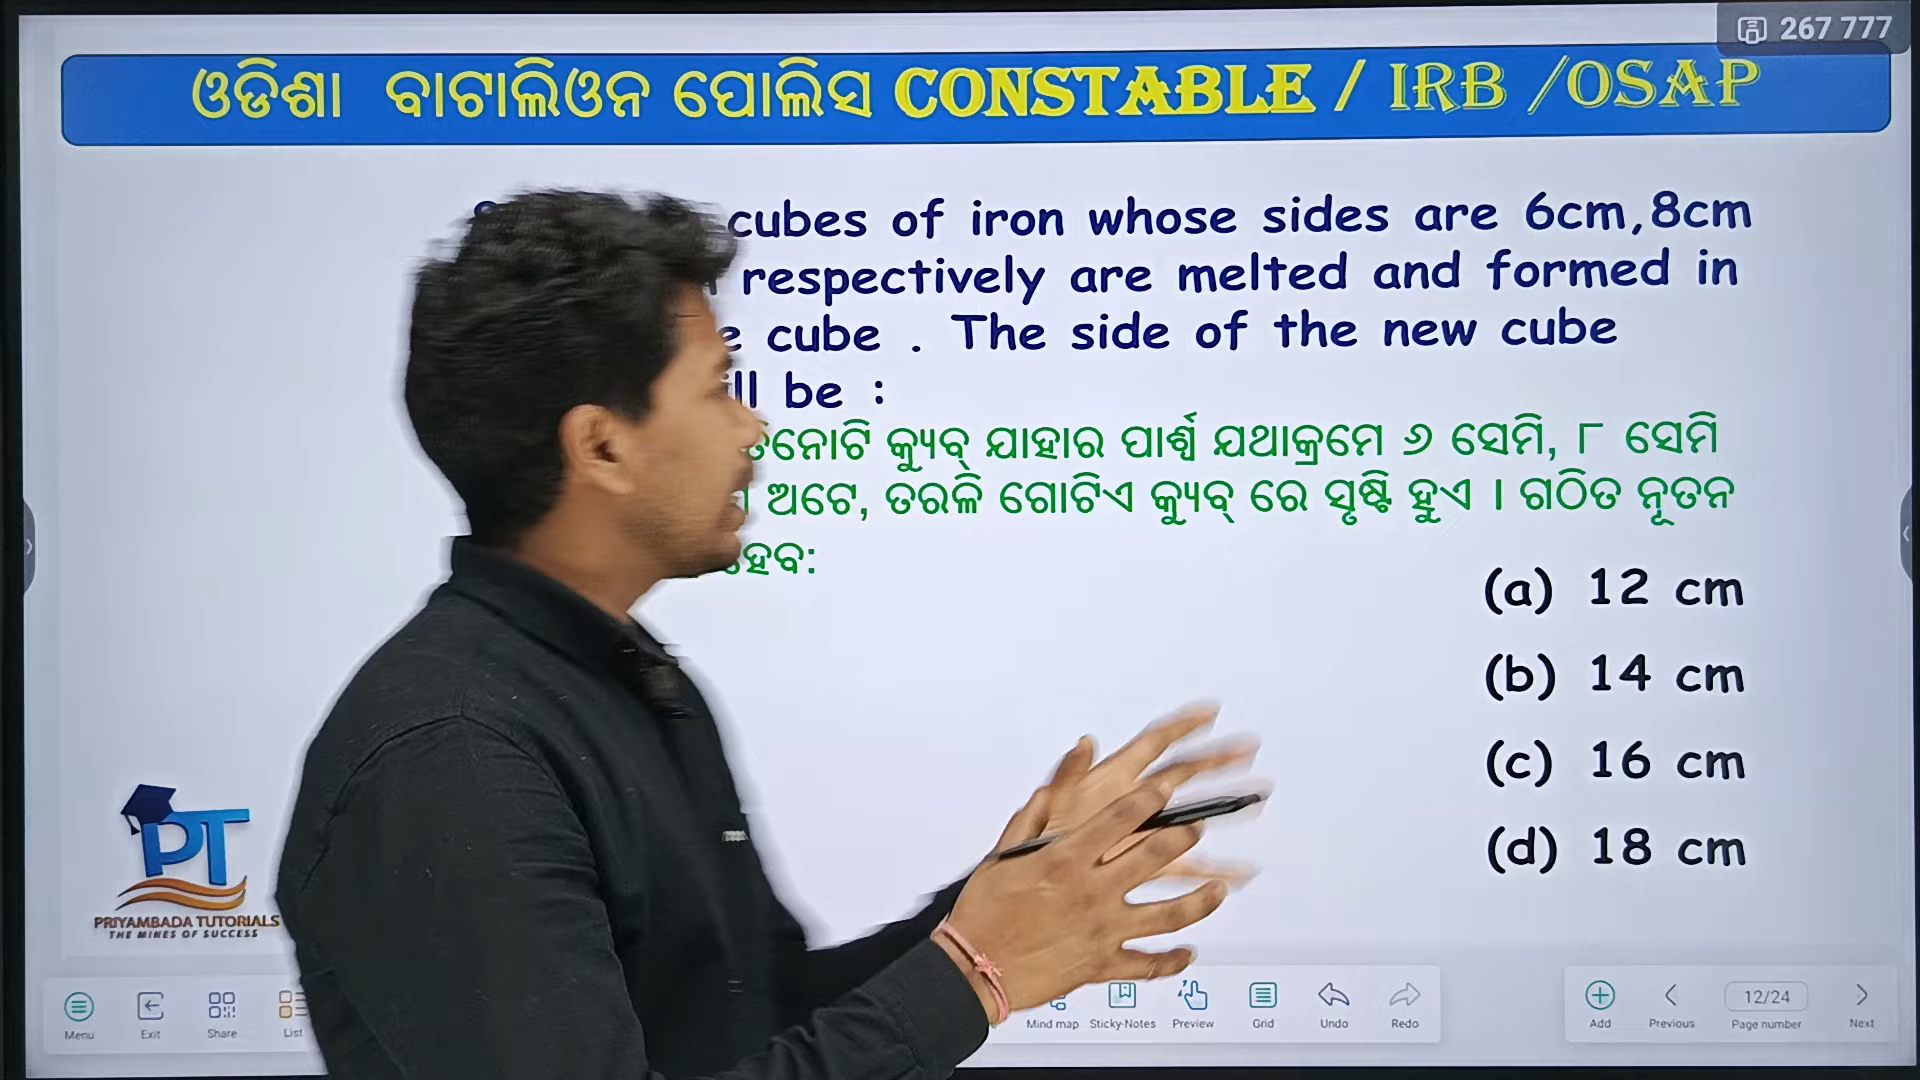 267 777
ଓଡିଶା ବାଟାଲିଓନ ପୋଲିସ CONSTABLE / IRB /OSAP
cubes of iron whose sides are 6cm,8cm
respectively are melted and formed in
cube . The side of the new cube
be :
କ୍ୟୁବ୍ ଯାହାର ପାର୍ଶ୍ୱ ଯଥାକ୍ରମେ ୬ ସେମି, ୮ ସେମି
ଅଟେ, ତରଳି ଗୋଟିଏ କ୍ୟୁବ୍ ରେ ସୃଷ୍ଟି ହୁଏ । ଗଠିତ ନୂତନ
ହେବ:
(a) 12 cm
(b) 14 cm
(c) 16 cm
(d) 18 cm
PT
PRIYAMBADA TUTORIALS
THE MINES OF SUCCESS
Menu Exit Share List Mind map Sticky-Notes Preview Grid Undo Redo Add Previous 12/24 Page number Next